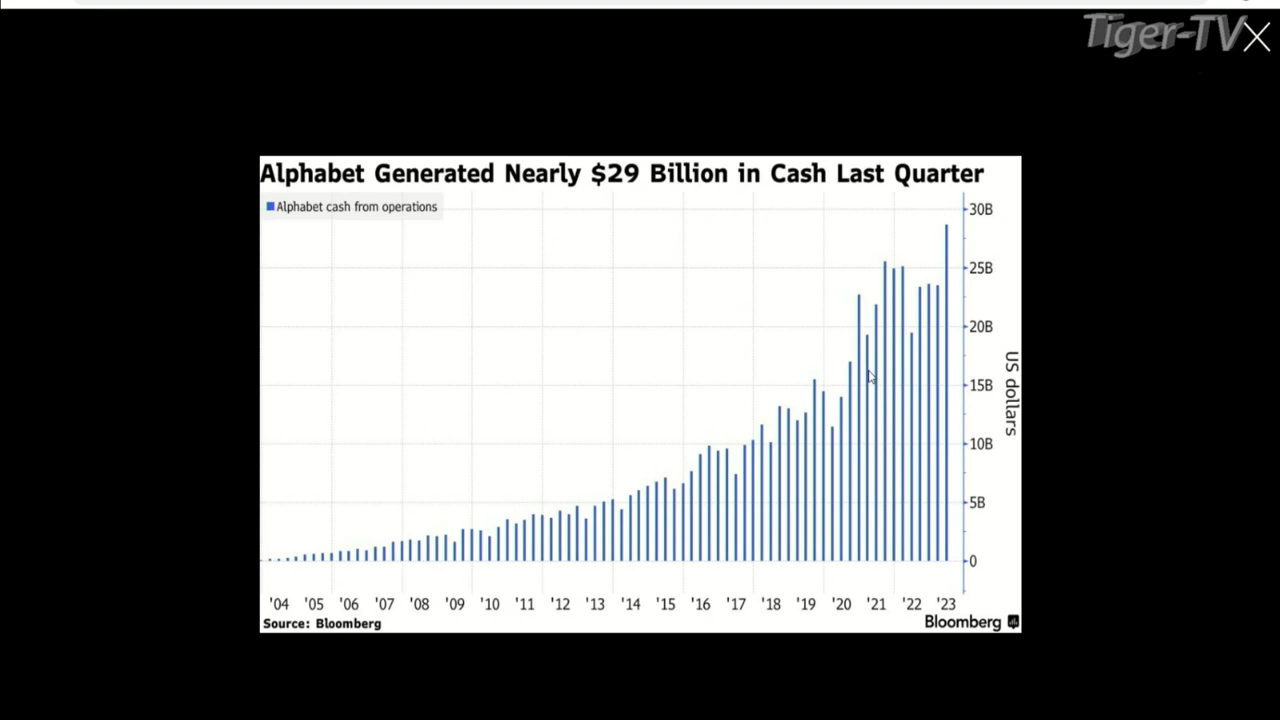 Tiger-TV
Alphabet Generated Nearly $29 Billion in Cash Last Quarter
Alphabet cash from operations
30B
25B
20B
15B
10B
5B
0
US dollars
'04 '05 '06 '07 '08 '09 '10 '11 '12 '13 '14 '15 '16 '17 '18 '19 '20 '21 '22 '23
Source: Bloomberg
Bloomberg